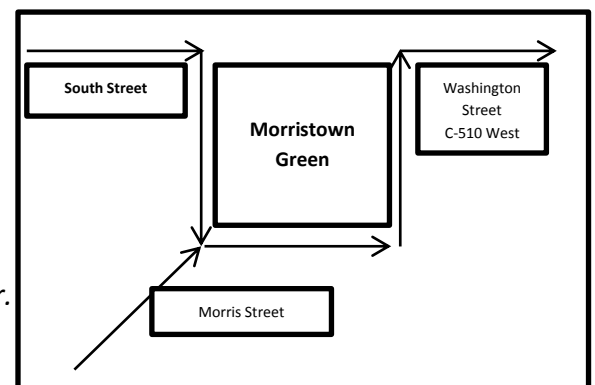 South Street
Morristown
Green
Washington
Street
C-510 West
Morris Street
r.